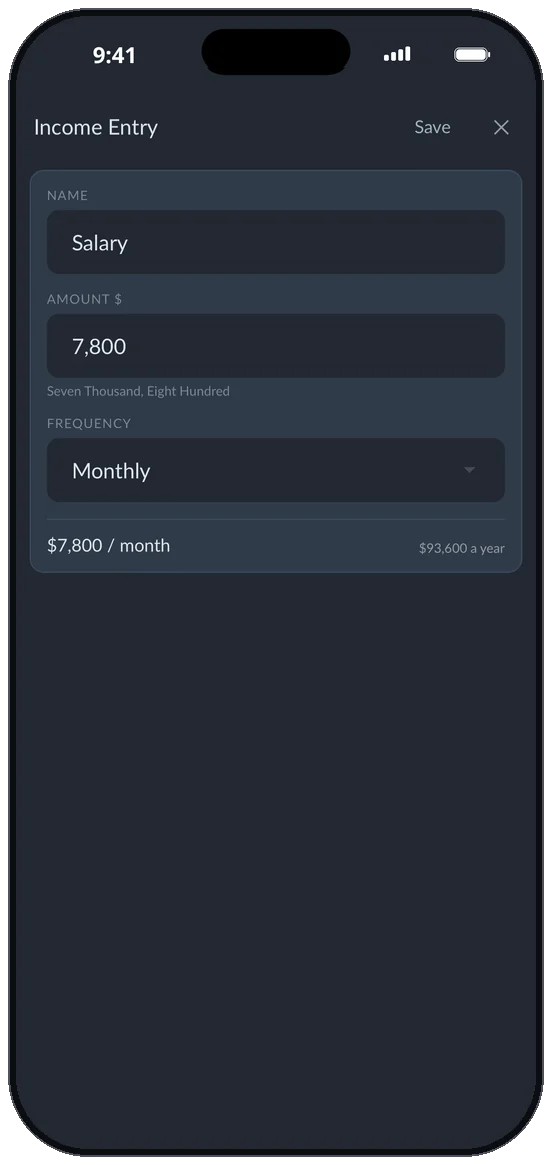 9:41
Income Entry
Save
NAME
Salary
AMOUNT $
7,800
Seven Thousand, Eight Hundred
FREQUENCY
Monthly
$7,800 / month
$93,600 a year